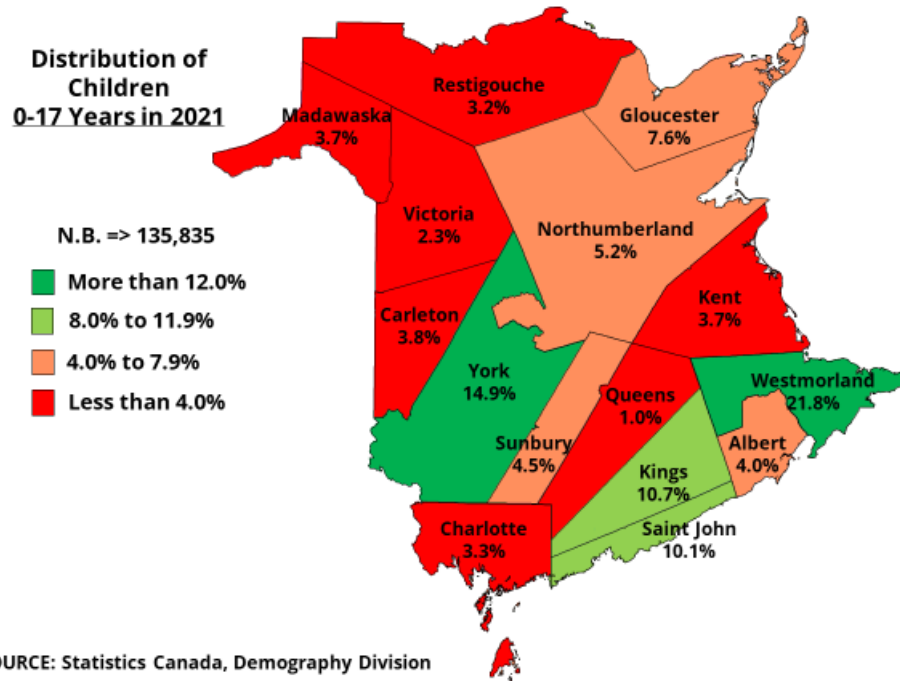 Distribution of
Children
0-17 Years in 2021
N.B. => 135,835
More than 12.0%
8.0% to 11.9%
4.0% to 7.9%
Less than 4.0%
Restigouche
3.2%
Madawaska
3.7%
Gloucester
7.6%
Victoria
2.3%
Northumberland
5.2%
Carleton
3.8%
Kent
3.7%
York
14.9%
Westmorland
21.8%
Queens
1.0%
Sunbury
4.5%
Albert
4.0%
Kings
10.7%
Saint John
10.1%
Charlotte
3.3%
OURCE: Statistics Canada, Demography Division